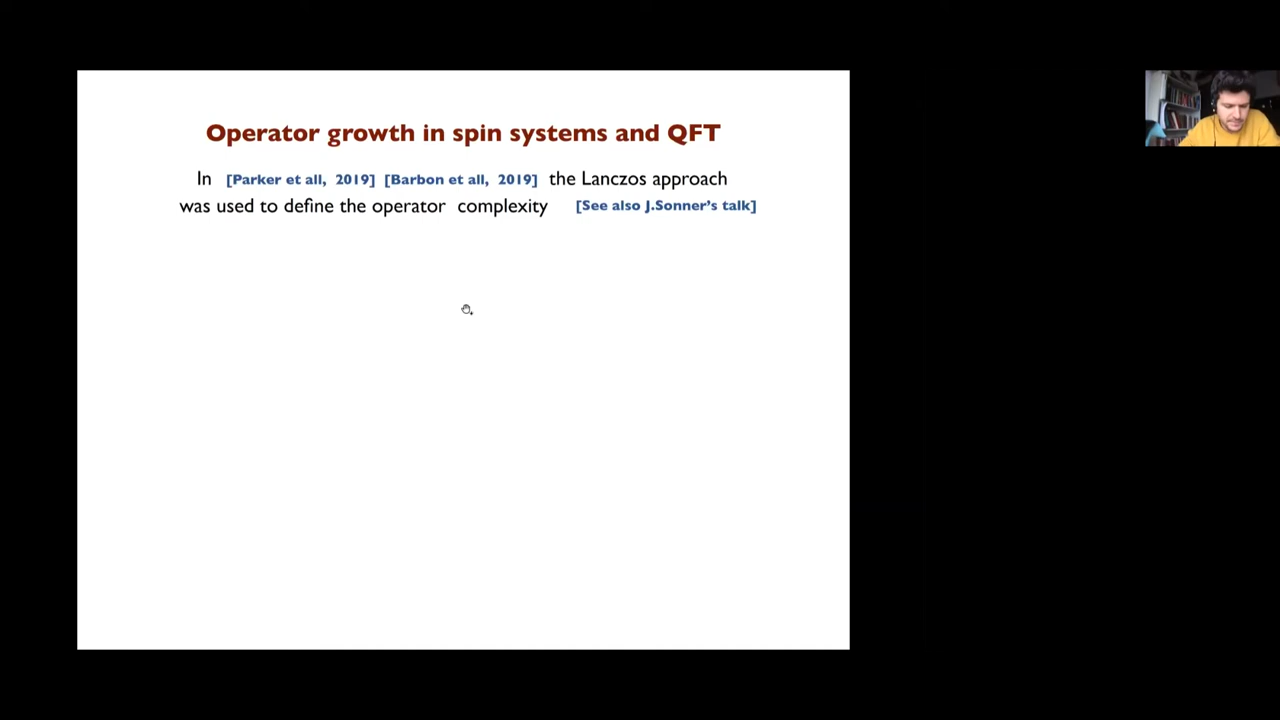 Operator growth in spin systems and QFT
In [Parker et all, 2019] [Barbon et all, 2019] the Lanczos approach
was used to define the operator complexity [See also J.Sonner's talk]